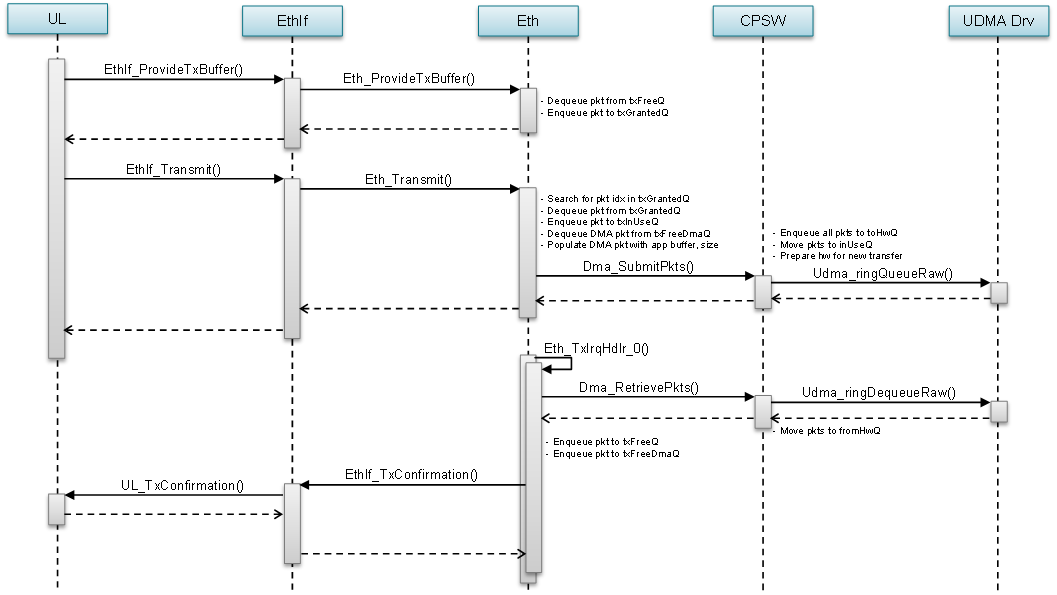 UL
EthIf
Eth
CPSW
UDMA Drv
EthIf_ProvideTxBuffer()
Eth_ProvideTxBuffer()
- Dequeue pkt from txFreeQ
- Enqueue pkt to txGrantedQ
EthIf_Transmit()
Eth_Transmit()
- Search for pkt idx in txGrantedQ
- Dequeue pkt from txGrantedQ
- Enqueue pkt to txInUseQ
- Dequeue DMA pkt from txFreeDmaQ
- Populate DMA pkt with app buffer, size
- Enqueue all pkts to toHwQ
- Move pkts to inUseQ
- Prepare hw for new transfer
Dma_SubmitPkts()
Udma_ringQueueRaw()
Eth_TxIrqHdlr_0()
Dma_RetrievePkts()
Udma_ringDequeueRaw()
- Move pkts to fromHwQ
- Enqueue pkt to txFreeQ
- Enqueue pkt to txFreeDmaQ
EthIf_TxConfirmation()
UL_TxConfirmation()